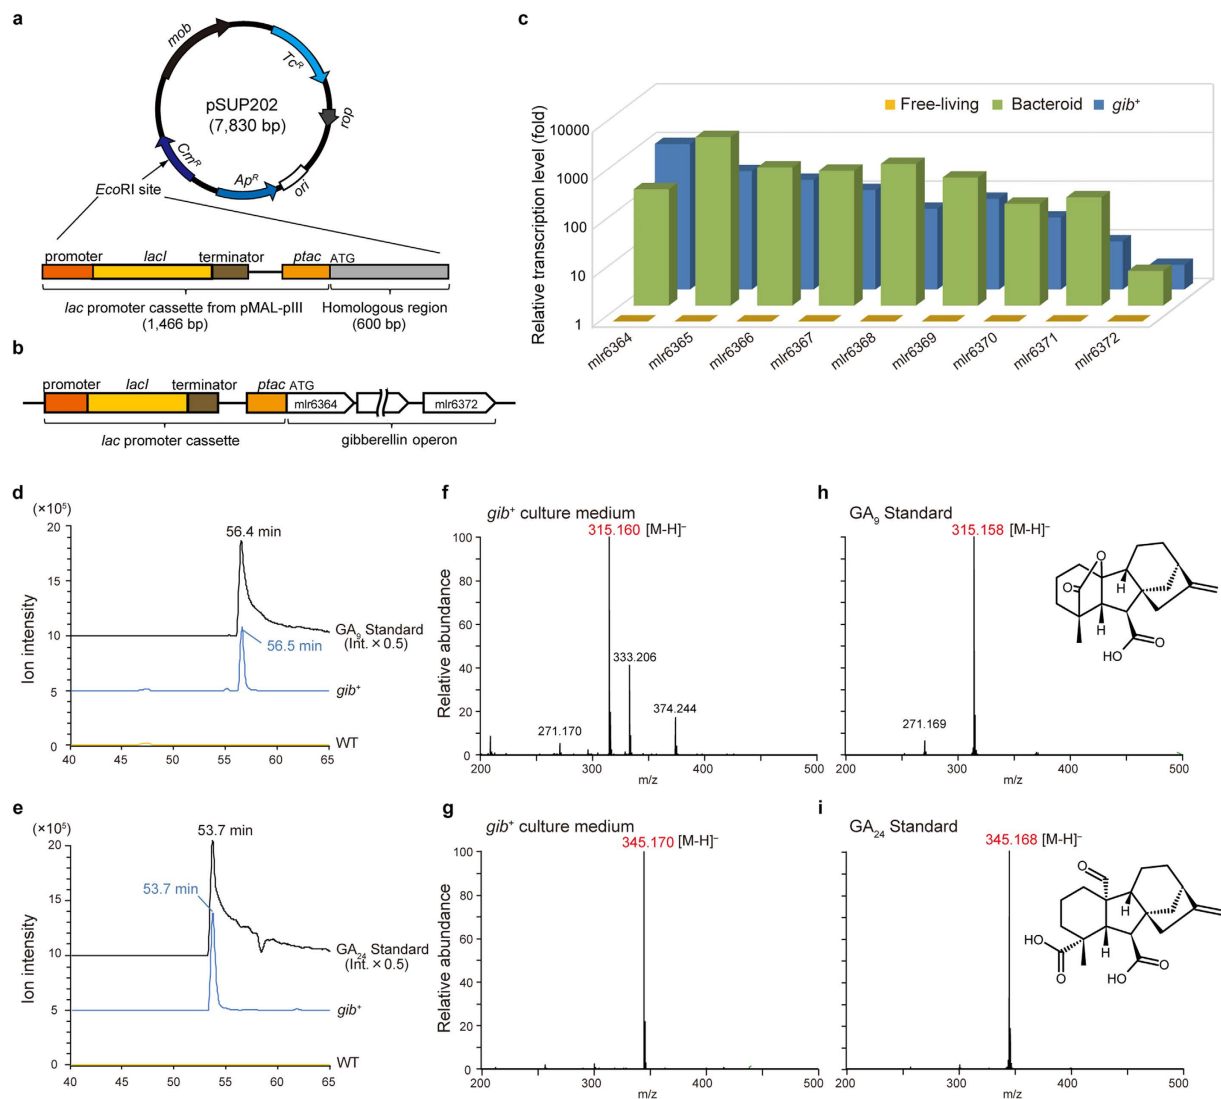 a
mob
Tc^R
pSUP202
(7,830 bp)
rop
Cm^R
EcoRI site
Ap^R
ori
promoter lacI terminator ptac ATG
lac promoter cassette from pMAL-pIII
(1,466 bp)
Homologous region
(600 bp)
b
promoter lacI terminator ptac ATG
mlr6364 mlr6372
lac promoter cassette gibberellin operon
c
Free-living Bacteroid gib⁺
Relative transcription level (fold)
10000
1000
100
10
1
mlr6364 mlr6365 mlr6366 mlr6367 mlr6368 mlr6369 mlr6370 mlr6371 mlr6372
d
(×10⁵)
Ion intensity
20
15
10
5
0
56.4 min
GA₉ Standard
(Int. × 0.5)
56.5 min
gib⁺
WT
40 45 50 55 60 65
min
e
(×10⁵)
Ion intensity
20
15
10
5
0
53.7 min
53.7 min
GA₂₄ Standard
(Int. × 0.5)
gib⁺
WT
40 45 50 55 60 65
min
f
gib⁺ culture medium
315.160 [M-H]⁻
Relative abundance
100
80
60
40
20
0
333.206
374.244
271.170
200 300 400 500
m/z
g
gib⁺ culture medium
345.170 [M-H]⁻
Relative abundance
100
80
60
40
20
0
200 300 400 500
m/z
h
GA₉ Standard
315.158 [M-H]⁻
271.169
O
O
H
H
O
HO
200 300 400 500
m/z
i
GA₂₄ Standard
345.168 [M-H]⁻
O
H
H
HO
O
O
HO
200 300 400 500
m/z